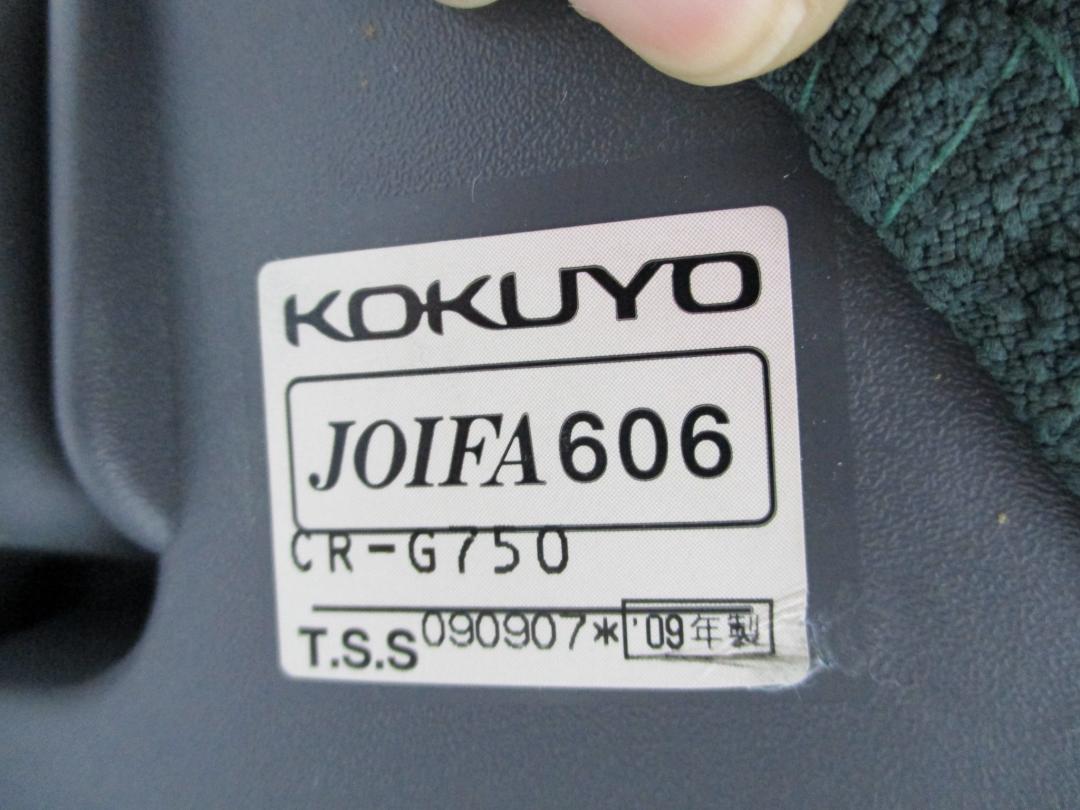 KOKUYO
JOIFA 606
CR-G750
T.S.S 090907* '09年製